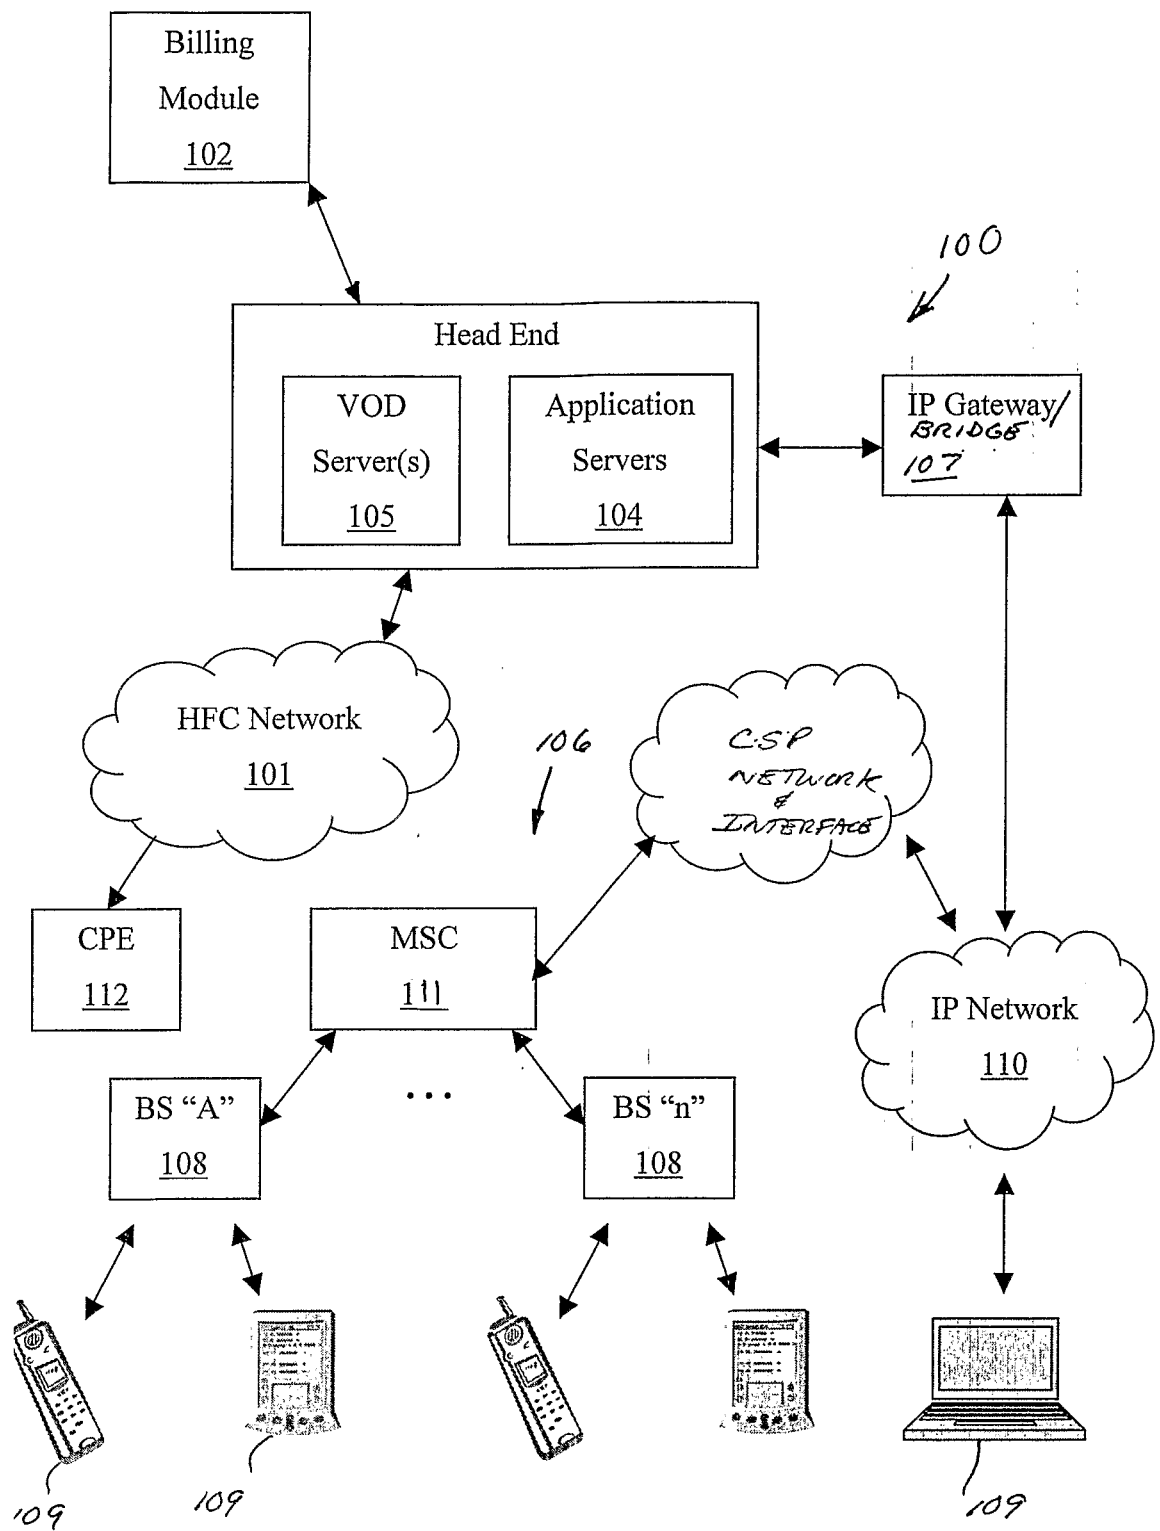 Billing
Module
102
100
Head End
VOD
Server(s)
105
Application
Servers
104
IP Gateway/
BRIDGE
107
HFC Network
101
106
CSP
NETWORK
&
INTERFACE
CPE
112
MSC
111
IP Network
110
BS “A”
108
...
BS “n”
108
109
109
109